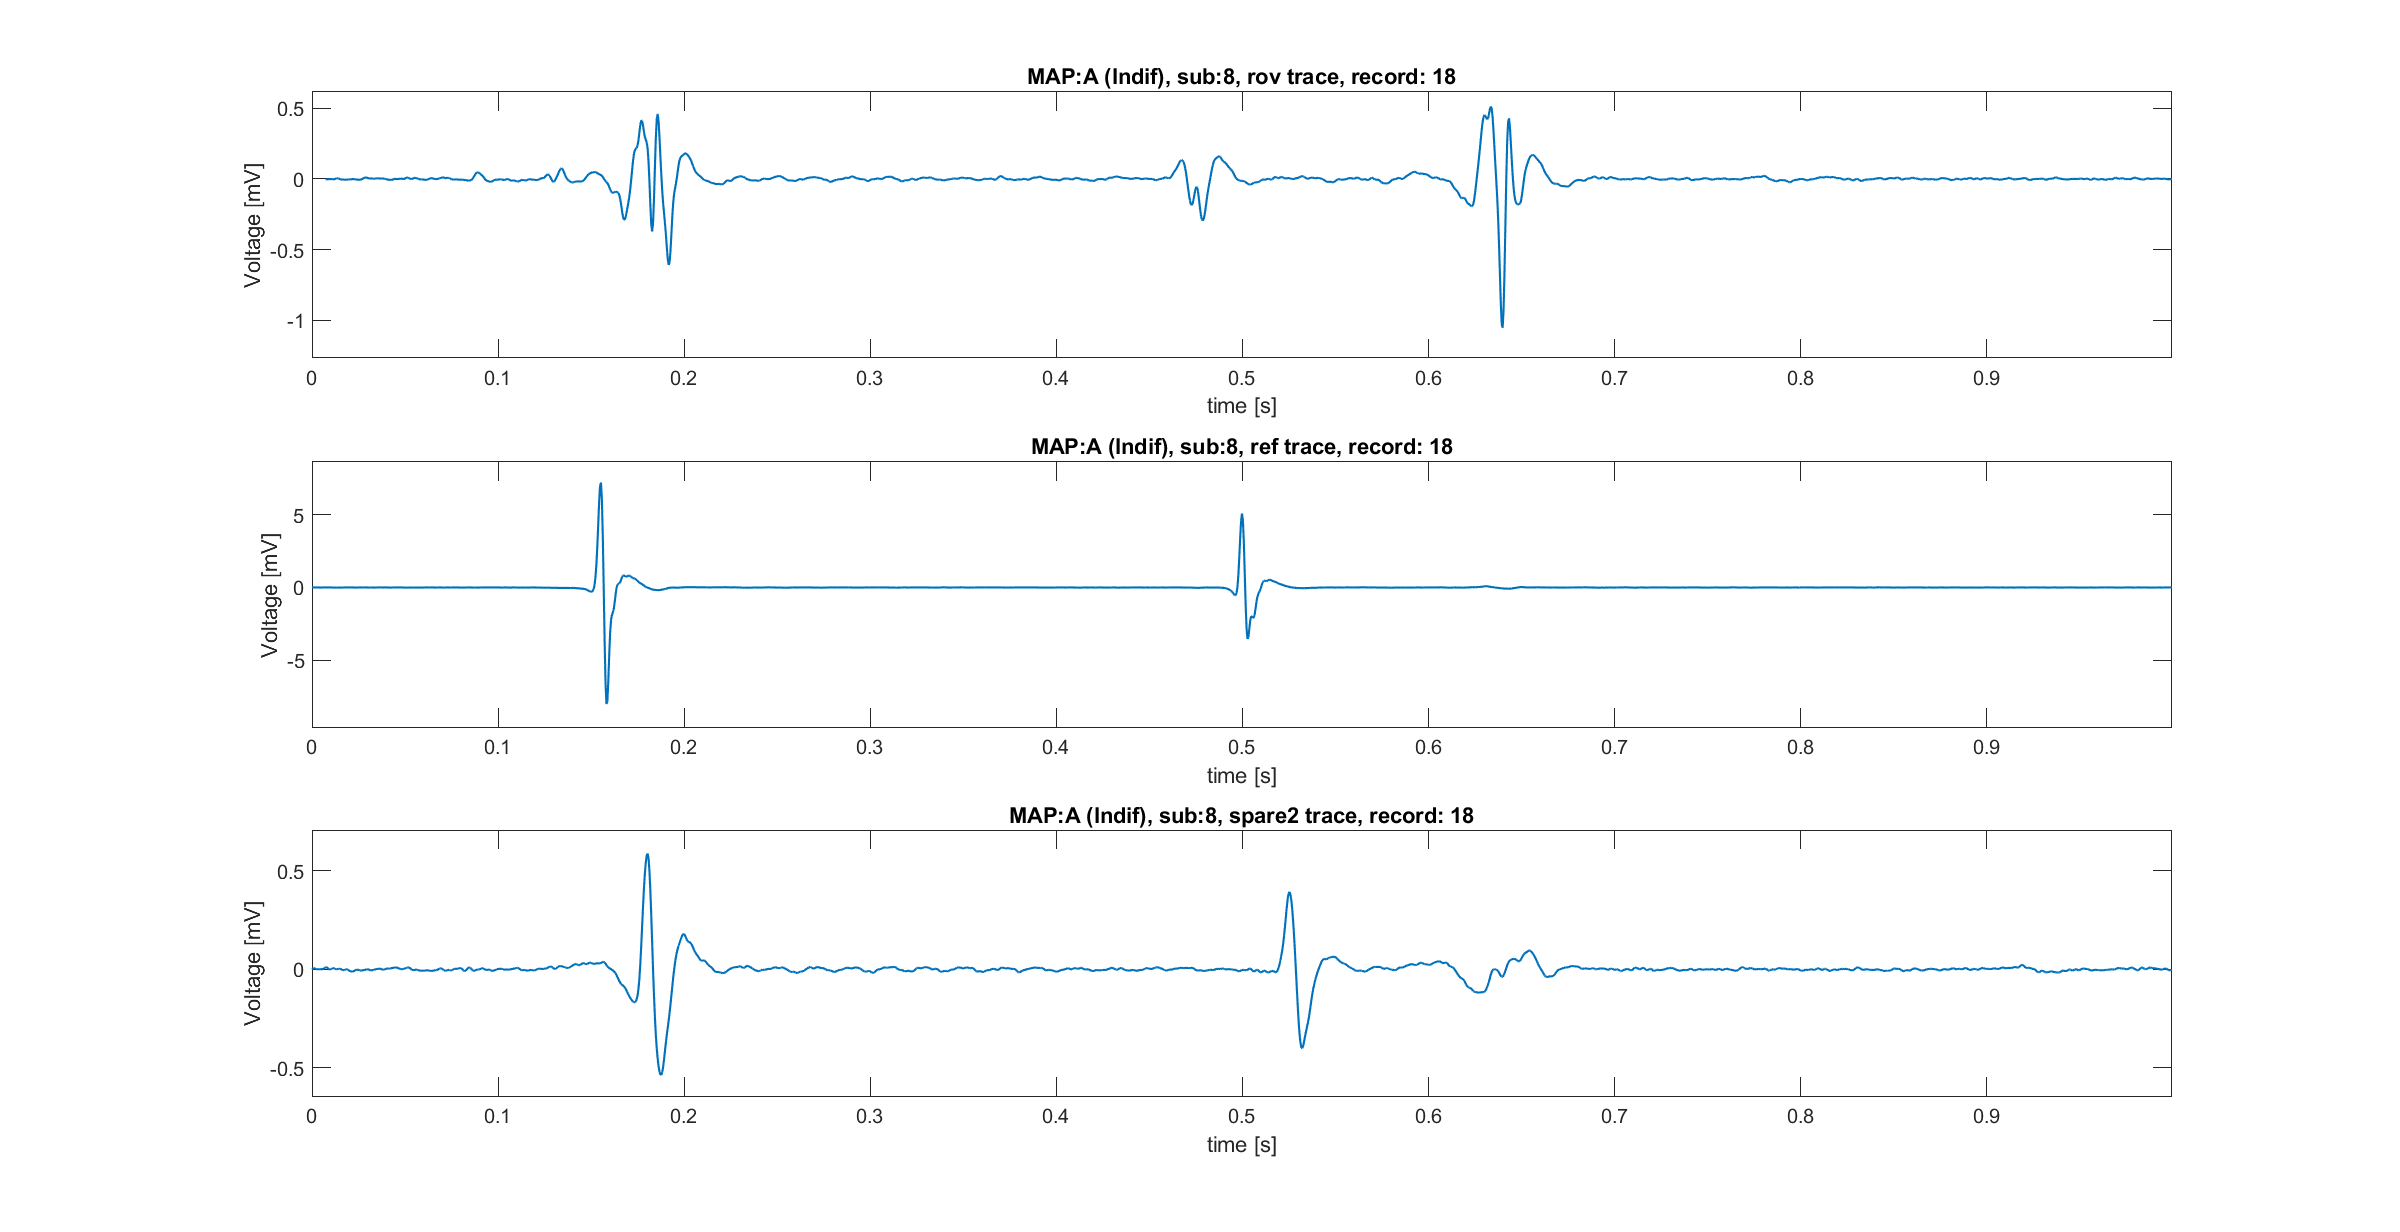 MAP:A (Indif), sub:8, rov trace, record: 18
0.5
0
-0.5
-1
Voltage [mV]
0 0.1 0.2 0.3 0.4 0.5 0.6 0.7 0.8 0.9
time [s]
MAP:A (Indif), sub:8, ref trace, record: 18
5
0
-5
Voltage [mV]
0 0.1 0.2 0.3 0.4 0.5 0.6 0.7 0.8 0.9
time [s]
MAP:A (Indif), sub:8, spare2 trace, record: 18
0.5
0
-0.5
Voltage [mV]
0 0.1 0.2 0.3 0.4 0.5 0.6 0.7 0.8 0.9
time [s]